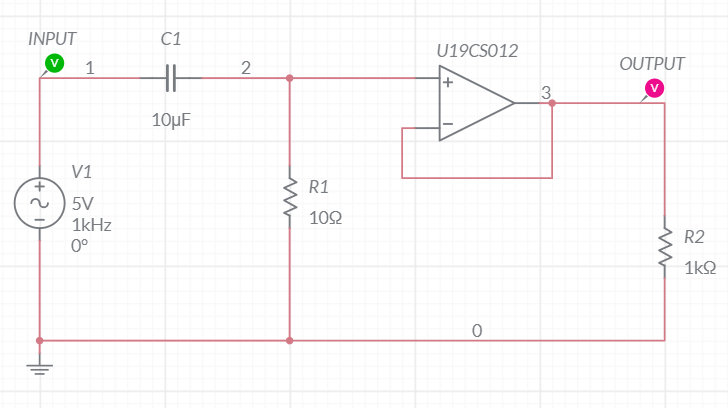 INPUT
V
1
C1
10µF
2
U19CS012
+
−
3
OUTPUT
V
V1
+
−
5V
1kHz
0°
R1
10Ω
R2
1kΩ
0